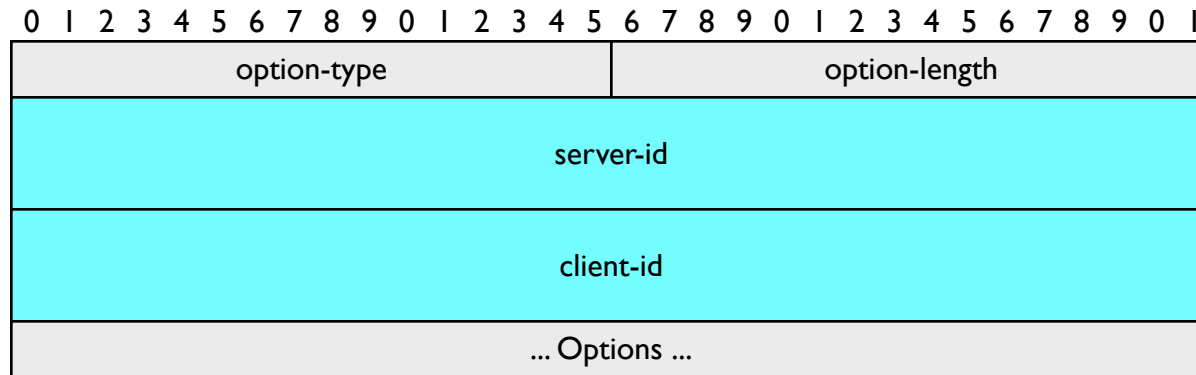 0 1 2 3 4 5 6 7 8 9 0 1 2 3 4 5 6 7 8 9 0 1 2 3 4 5 6 7 8 9 0 1
option-type option-length
server-id
client-id
... Options ...